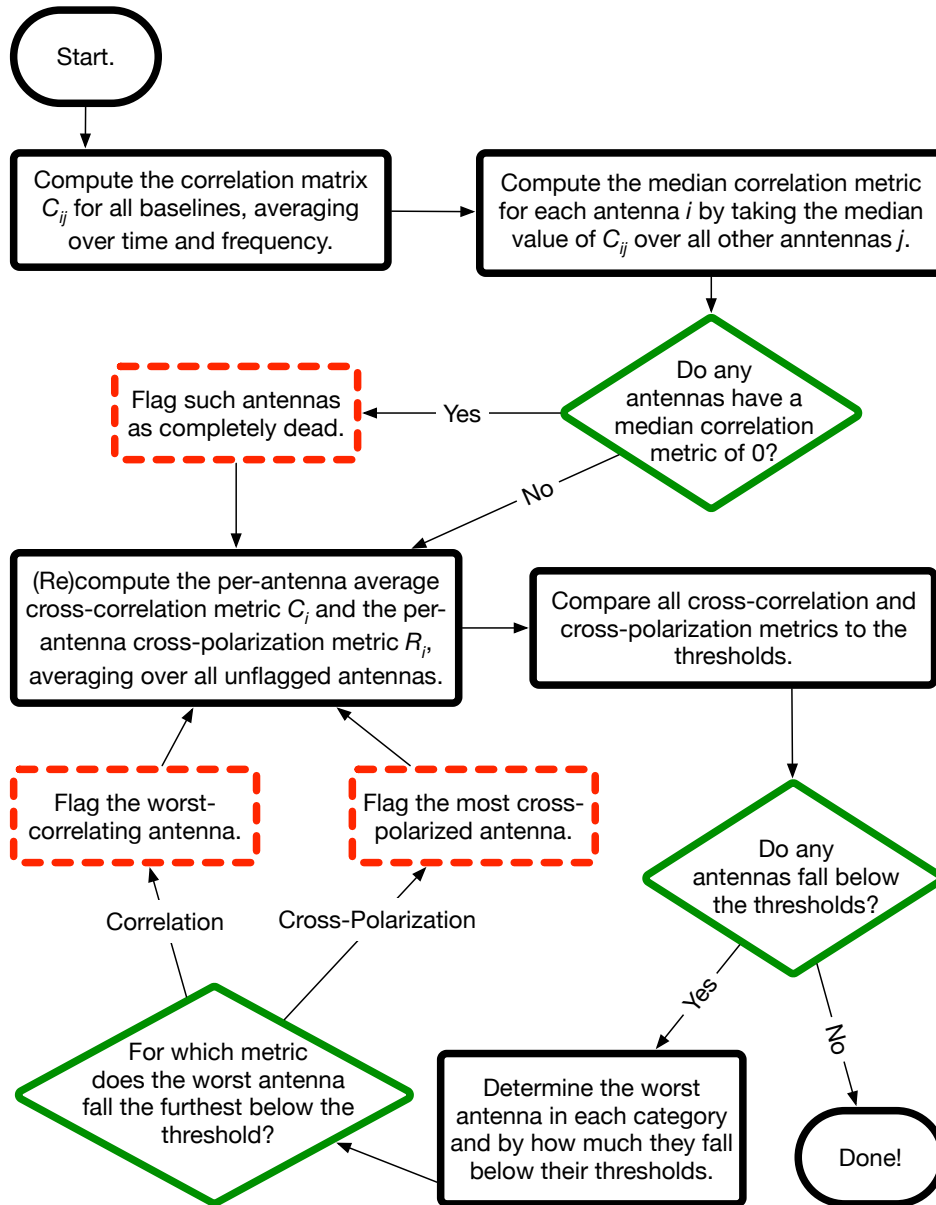 Start.
Compute the correlation matrix
C_ij for all baselines, averaging
over time and frequency.
Compute the median correlation metric
for each antenna i by taking the median
value of C_ij over all other anntennas j.
Do any
antennas have a
median correlation
metric of 0?
Yes
Flag such antennas
as completely dead.
No
(Re)compute the per-antenna average
cross-correlation metric C_i and the per-
antenna cross-polarization metric R_i,
averaging over all unflagged antennas.
Compare all cross-correlation and
cross-polarization metrics to the
thresholds.
Flag the worst-
correlating antenna.
Flag the most cross-
polarized antenna.
Do any
antennas fall below
the thresholds?
Correlation
Cross-Polarization
Yes
No
For which metric
does the worst antenna
fall the furthest below the
threshold?
Determine the worst
antenna in each category
and by how much they fall
below their thresholds.
Done!